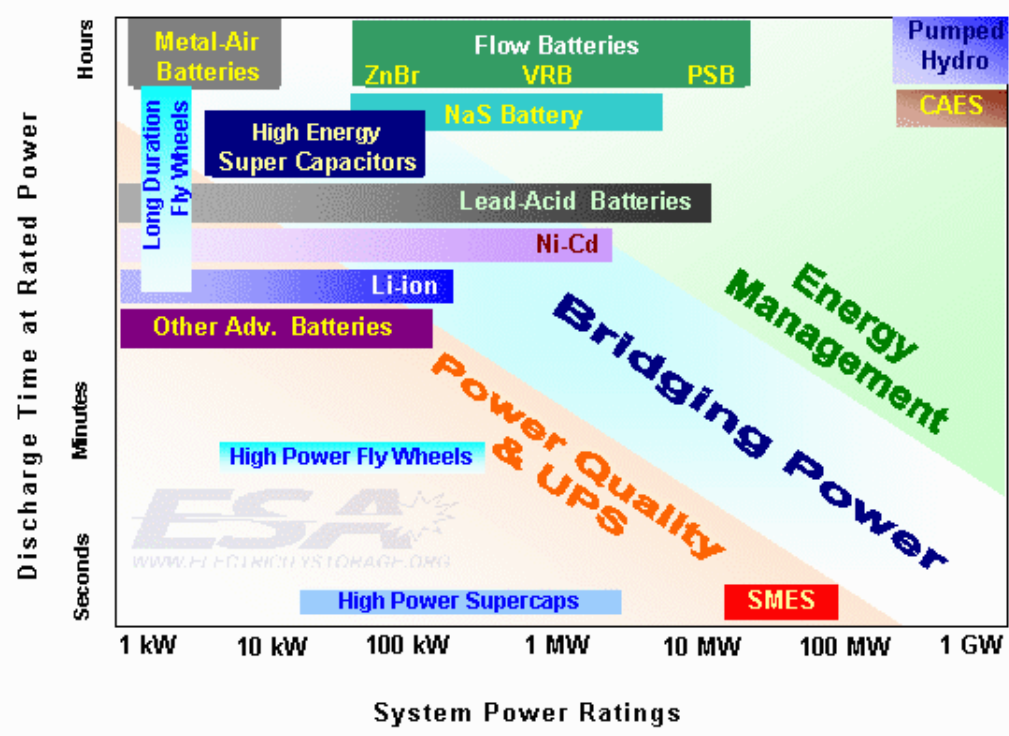 Hours
Minutes
Seconds
Discharge Time at Rated Power
Metal-Air
Batteries
Flow Batteries
ZnBr VRB PSB
Pumped
Hydro
CAES
NaS Battery
Long Duration
Fly Wheels
High Energy
Super Capacitors
Lead-Acid Batteries
Ni-Cd
Li-ion
Other Adv. Batteries
Energy
Management
Bridging Power
Power Quality
& UPS
High Power Fly Wheels
ESA
WWW.ELECTRICITYSTORAGE.ORG
High Power Supercaps
SMES
1 kW 10 kW 100 kW 1 MW 10 MW 100 MW 1 GW
System Power Ratings